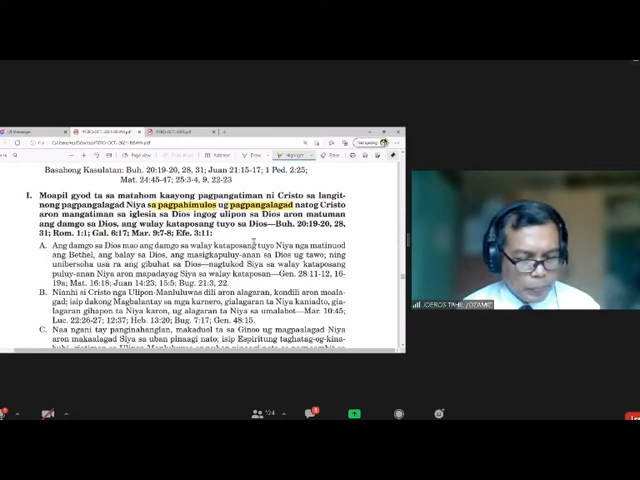 Basahong Kasulatan: Buh. 20:19-20, 28, 31; Juan 21:15-17; 1 Ped. 2:25;
Mat. 24:45-47; 25:3-4, 9, 22-23
I. Moapil gyod ta sa matahom kaayong pagpangatiman ni Cristo sa langit-
nong pagpangalagad Niya sa pagpahimulos ug pagpangalagad natog Cristo
aron mangatiman sa iglesia sa Dios ingog ulipon sa Dios aron matuman
ang damgo sa Dios, ang walay kataposang tuyo sa Dios—Buh. 20:19-20, 28,
31; Rom. 1:1; Gal. 6:17; Mar. 9:7-8; Efe. 3:11:
A. Ang damgo sa Dios mao ang damgo sa walay kataposang tuyo Niya nga matinuod
ang Bethel, ang balay sa Dios, ang masigkapuluy-anan sa Dios ug tawo; ning
unibersoha usa ra ang gibuhat sa Dios—nagtukod Siya sa walay kataposang
puluy-anan Niya aron mapadayag Siya sa walay kataposan—Gen. 28:11-12, 16-
19a; Mat. 16:18; Juan 14:23; 15:5; Bug. 21:3, 22.
B. Nianhi si Cristo nga Ulipon-Manluluwas dili aron alagaran, kondili aron moala-
gad; isip dakong Magbalantay sa mga karnero, gialagaran ta Niya kaniadto, gia-
lagaran gihapon ta Niya karon, ug alagaran ta Niya sa umalabot—Mar. 10:45;
Luc. 22:26-27; 12:37; Heb. 13:20; Bug. 7:17; Gen. 48:15.
C. Naa ngani tay panginahanglan, makaduol ta sa Ginoo ug magpaalagad Niya
aron makaalagad Siya sa uban pinaagi nato; isip Espiritung taghatag-og-kina-
JOEROS TAHIL JOTAMIE
124